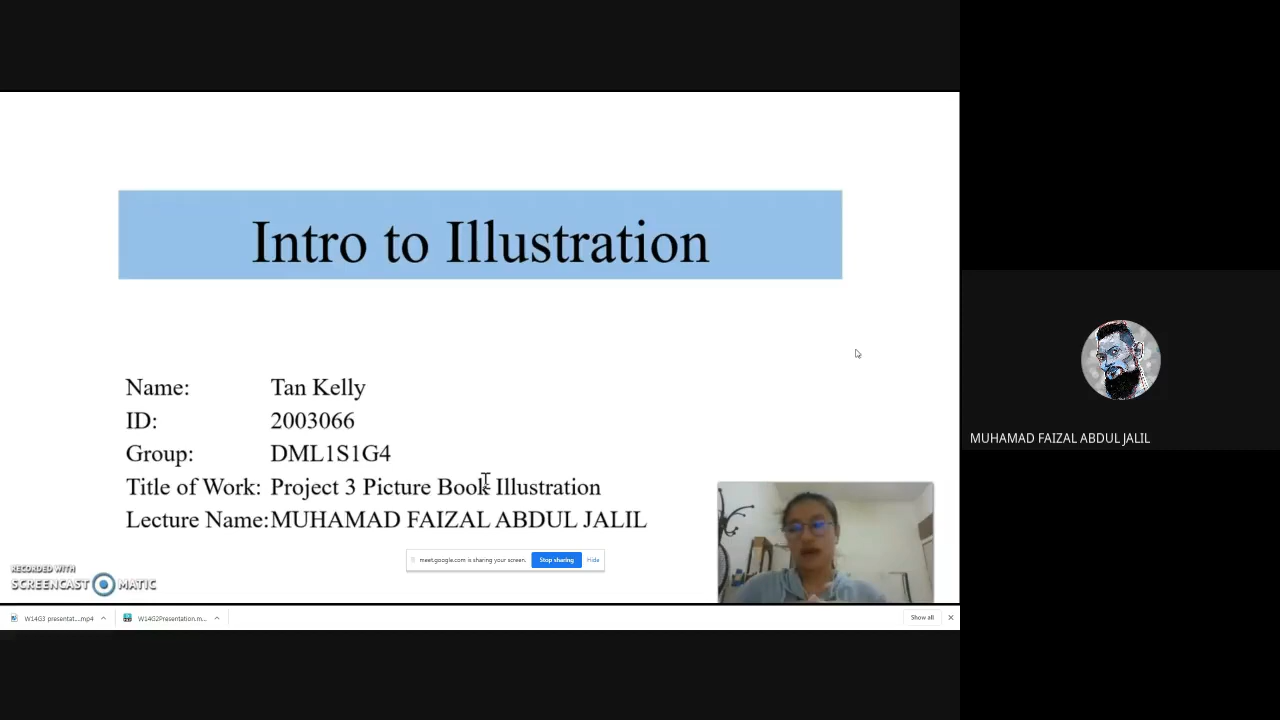 Intro to Illustration
Name: Tan Kelly
ID: 2003066
Group: DML1S1G4
Title of Work: Project 3 Picture Book Illustration
Lecture Name: MUHAMAD FAIZAL ABDUL JALIL
meet.google.com is sharing your screen. Stop sharing Hide
RECORDED WITH
SCREENCAST MATIC
W14G3 presentat....mp4
W14G2Presentation.m...
Show all
MUHAMAD FAIZAL ABDUL JALIL